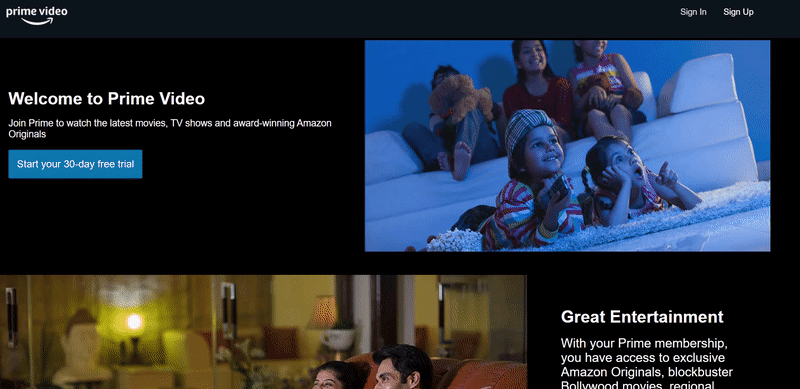 prime video
Sign In
Sign Up
Welcome to Prime Video
Join Prime to watch the latest movies, TV shows and award-winning Amazon
Originals
Start your 30-day free trial
Great Entertainment
With your Prime membership,
you have access to exclusive
Amazon Originals, blockbuster
Bollywood movies, regional